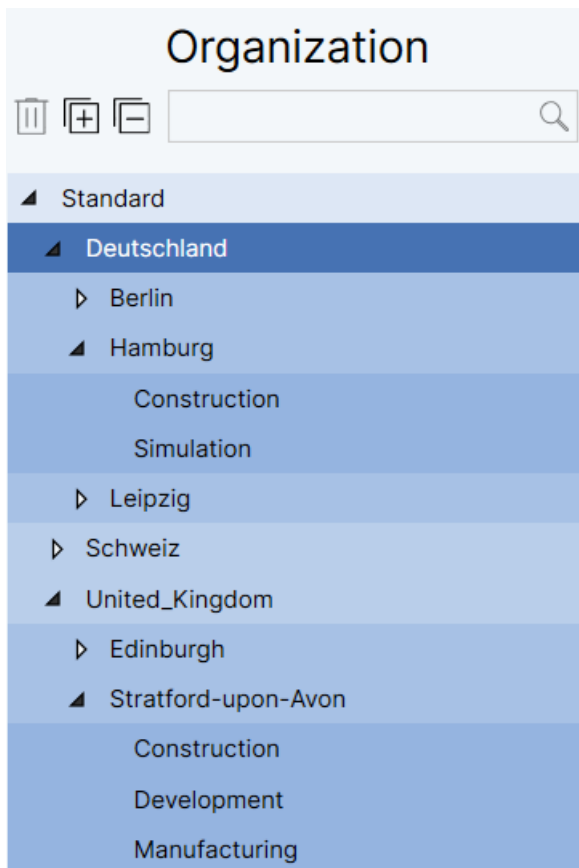 Organization
Standard
Deutschland
Berlin
Hamburg
Construction
Simulation
Leipzig
Schweiz
United_Kingdom
Edinburgh
Stratford-upon-Avon
Construction
Development
Manufacturing